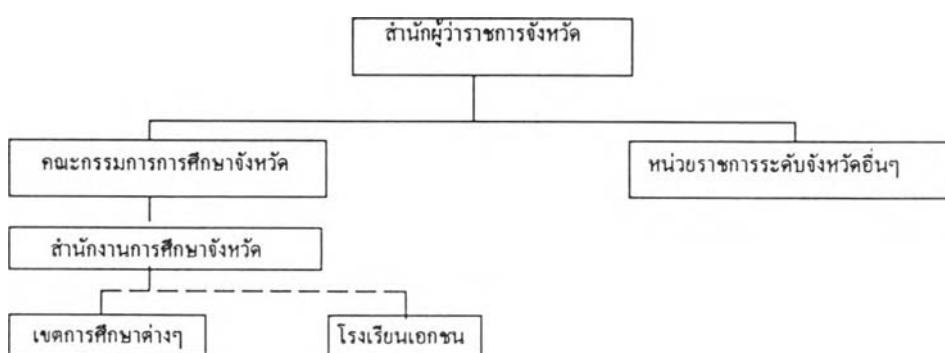 สำนักผู้ว่าราชการจังหวัด
คณะกรรมการการศึกษาจังหวัด
หน่วยราชการระดับจังหวัดอื่นๆ
สำนักงานการศึกษาจังหวัด
เขตการศึกษาต่างๆ
โรงเรียนเอกชน